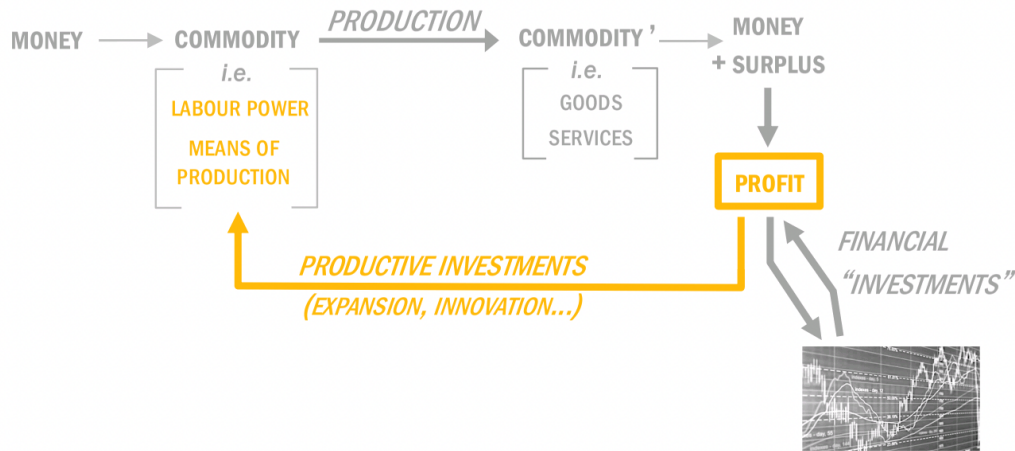 MONEY
COMMODITY
i.e.
LABOUR POWER
MEANS OF
PRODUCTION
PRODUCTION
COMMODITY ’
i.e.
GOODS
SERVICES
MONEY
+ SURPLUS
PROFIT
PRODUCTIVE INVESTMENTS
(EXPANSION, INNOVATION...)
FINANCIAL
“INVESTMENTS”